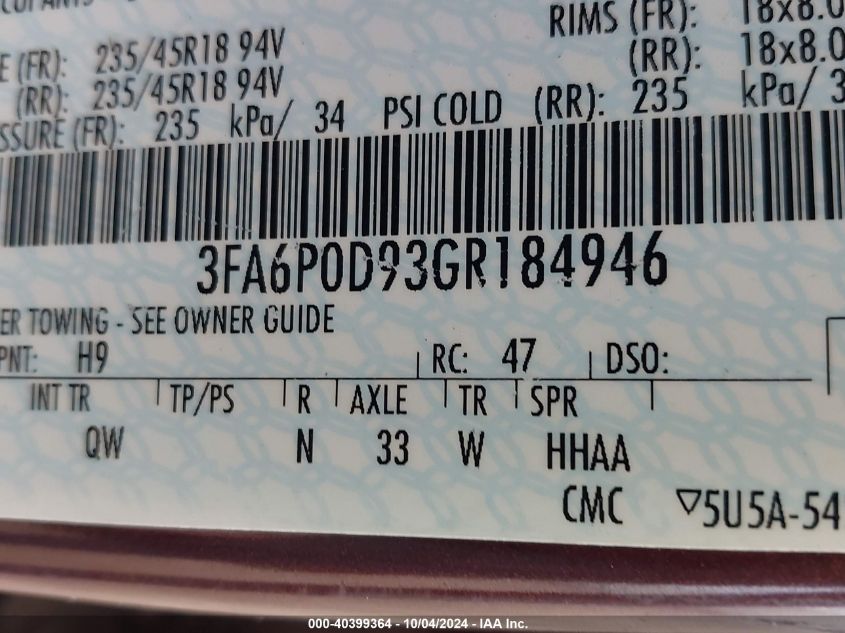 RIMS (FR): 18x8.0
E (FR): 235/45R18 94V (RR): 18x8.0
(RR): 235/45R18 94V
SSURE (FR): 235 kPa/ 34 PSI COLD (RR): 235 kPa/ 3
3FA6P0D93GR184946
ER TOWING - SEE OWNER GUIDE
PNT: H9 RC: 47 DSO:
INT TR TP/PS R AXLE TR SPR
QW N 33 W HHAA
CMC ▽5U5A-54
000-40399364 - 10/04/2024 - IAA Inc.